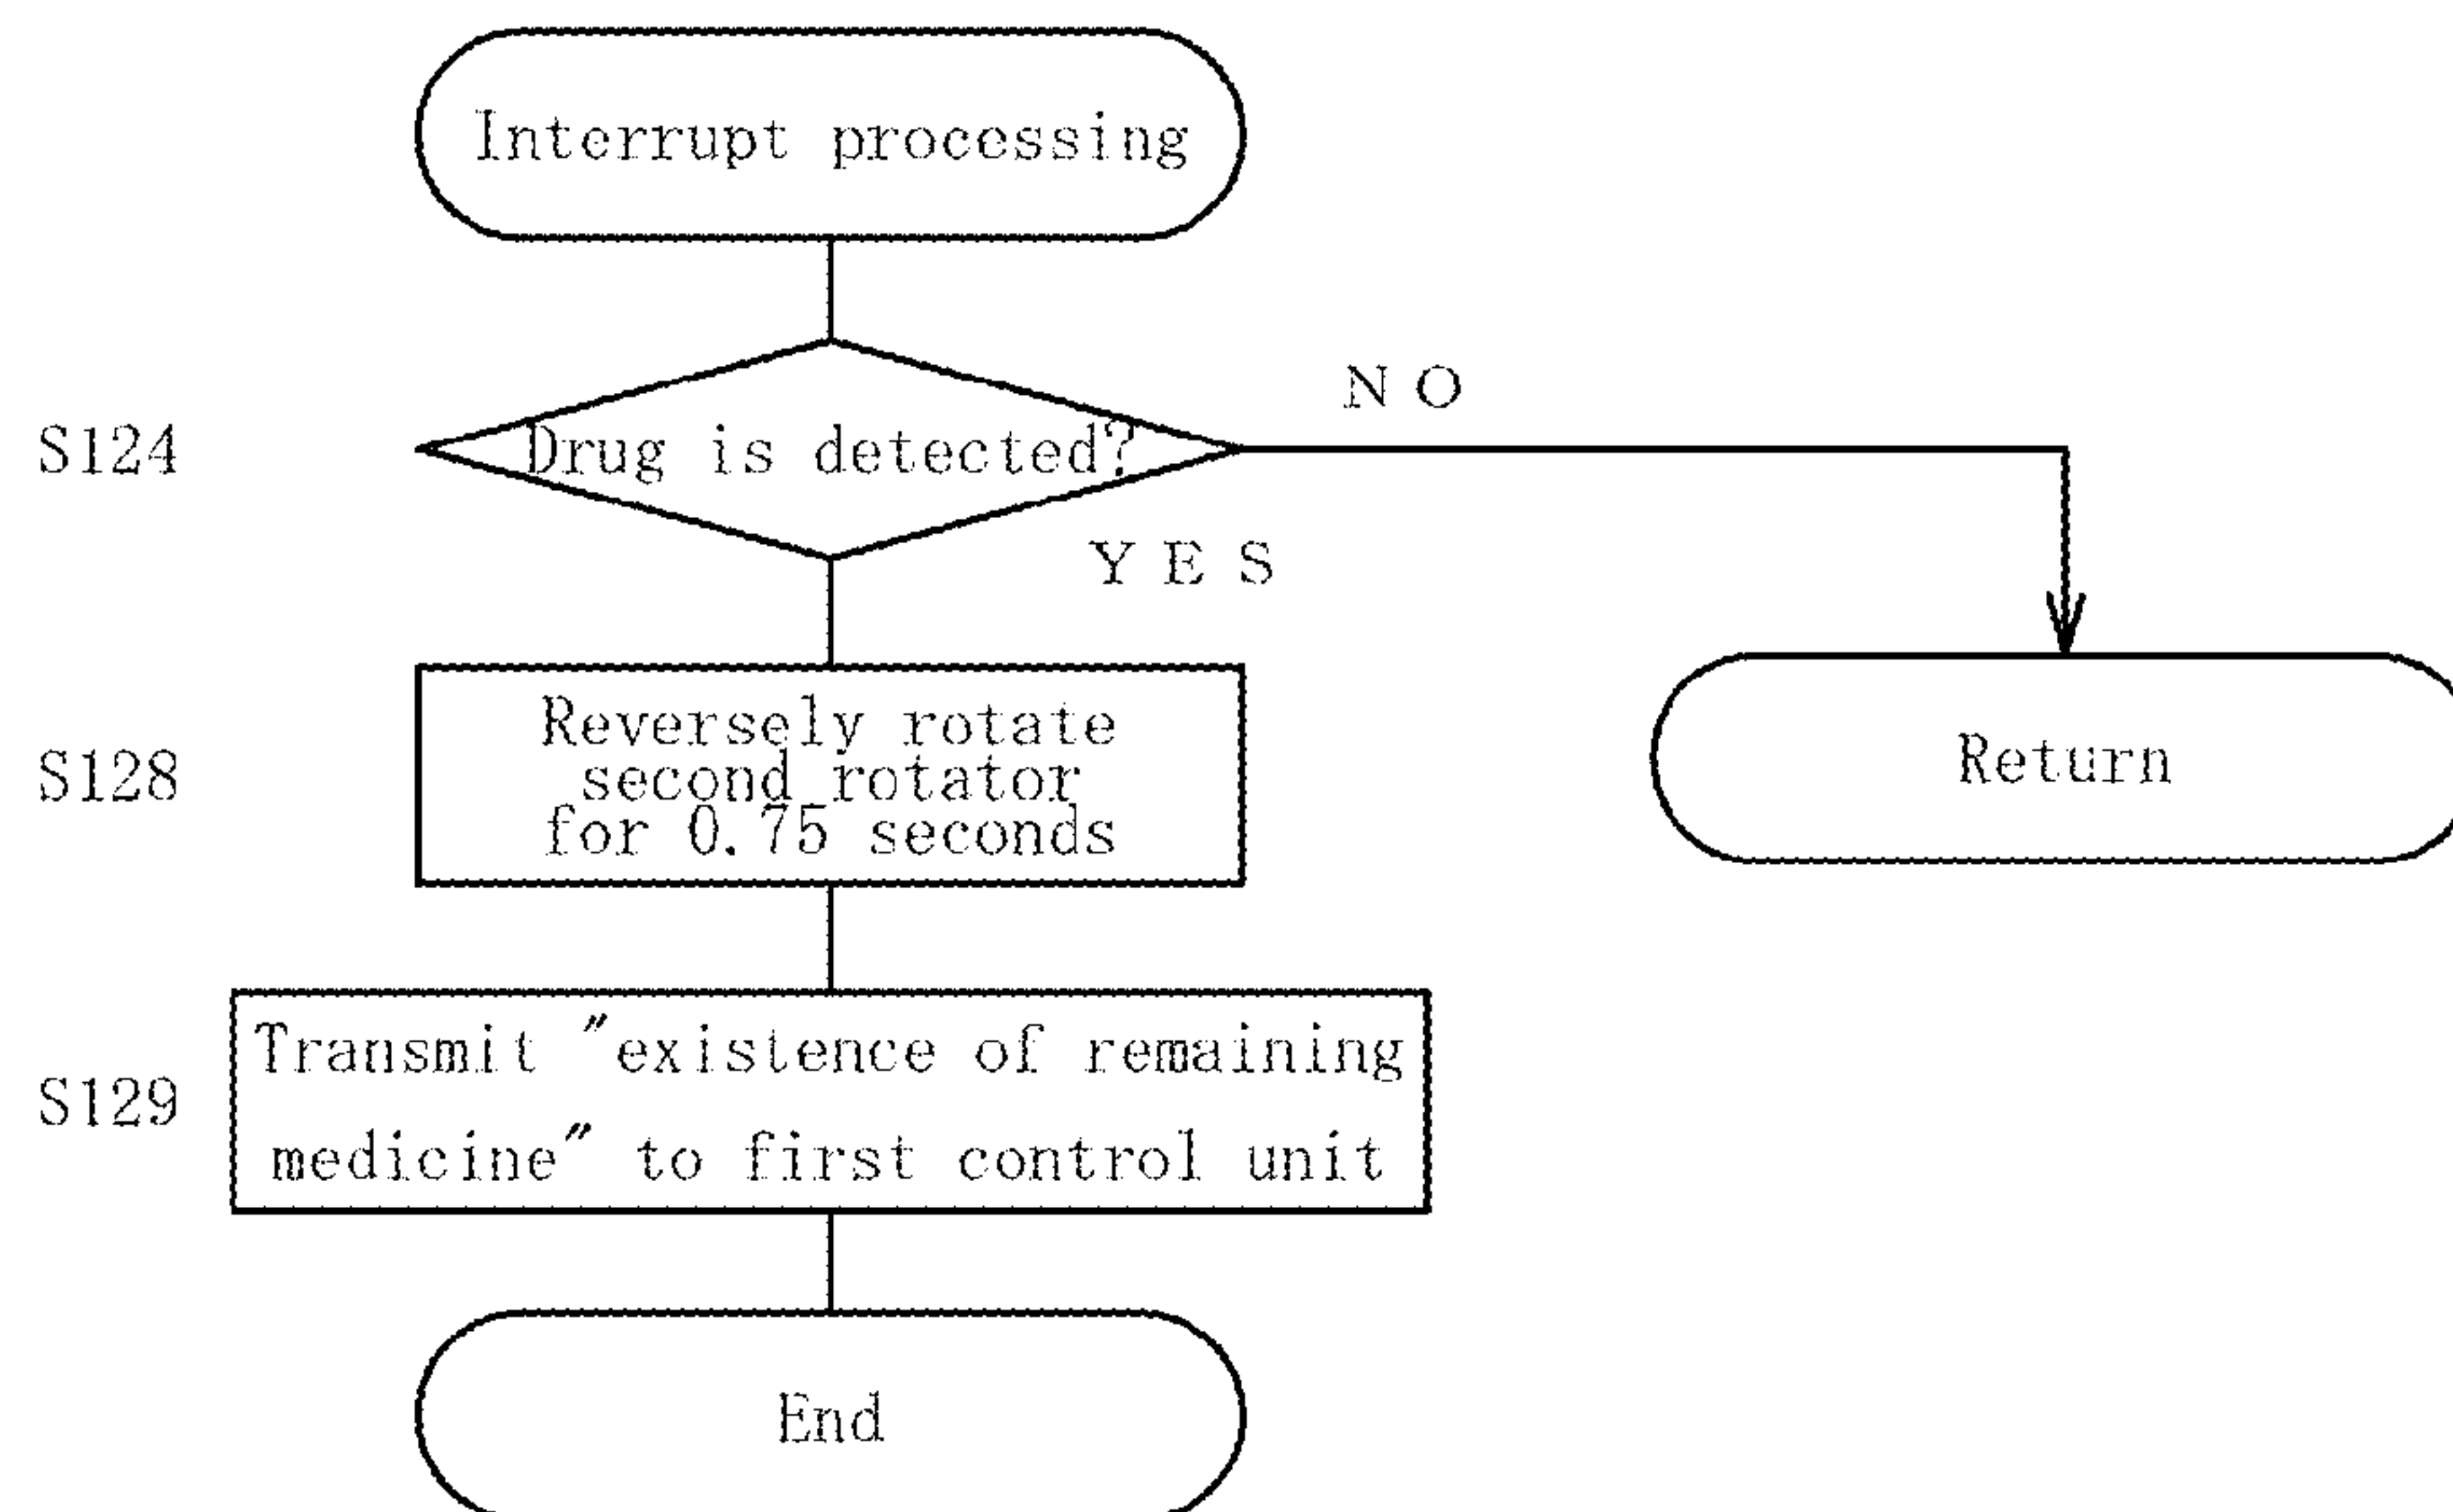 Interrupt processing
NO
S124
Drug is detected?
YES
Reversely rotate
S128
second rotator
for 0.75 seconds
Return
Transmit "existence of remaining
S129
medicine" to first control unit
End